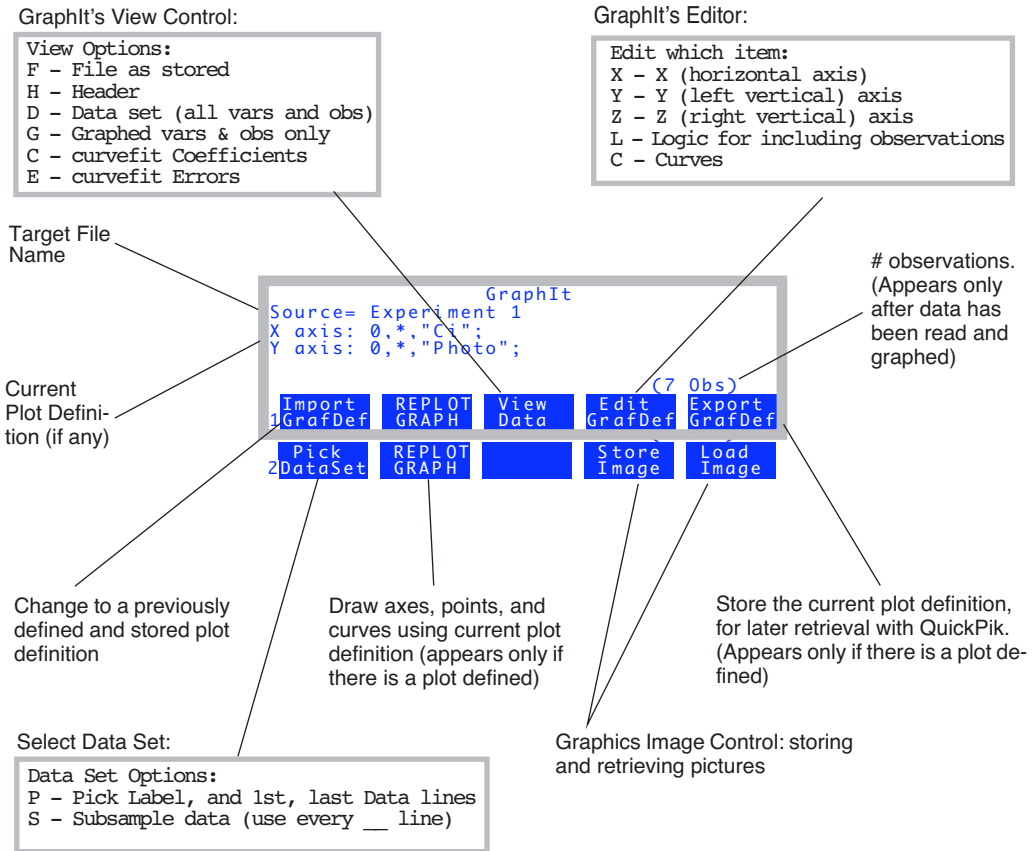 GraphIt's View Control:
View Options:
F – File as stored
H – Header
D – Data set (all vars and obs)
G – Graphed vars & obs only
C – curvefit Coefficients
E – curvefit Errors
GraphIt's Editor:
Edit which item:
X – X (horizontal axis)
Y – Y (left vertical) axis
Z – Z (right vertical) axis
L – Logic for including observations
C – Curves
Target File
Name
# observations.
(Appears only
after data has
been read and
graphed)
Current
Plot Defini-
tion (if any)
GraphIt
Source= Experiment 1
X axis: 0,*,"Ci";
Y axis: 0,*,"Photo";
(7 Obs)
Import REPLOT View Edit Export
1GrafDef GRAPH Data GrafDef GrafDef
Pick REPLOT Store Load
2DataSet GRAPH Image Image
Change to a previously
defined and stored plot
definition
Draw axes, points, and
curves using current plot
definition (appears only if
there is a plot defined)
Store the current plot definition,
for later retrieval with QuickPik.
(Appears only if there is a plot de-
fined)
Graphics Image Control: storing
and retrieving pictures
Select Data Set:
Data Set Options:
P – Pick Label, and 1st, last Data lines
S – Subsample data (use every __ line)